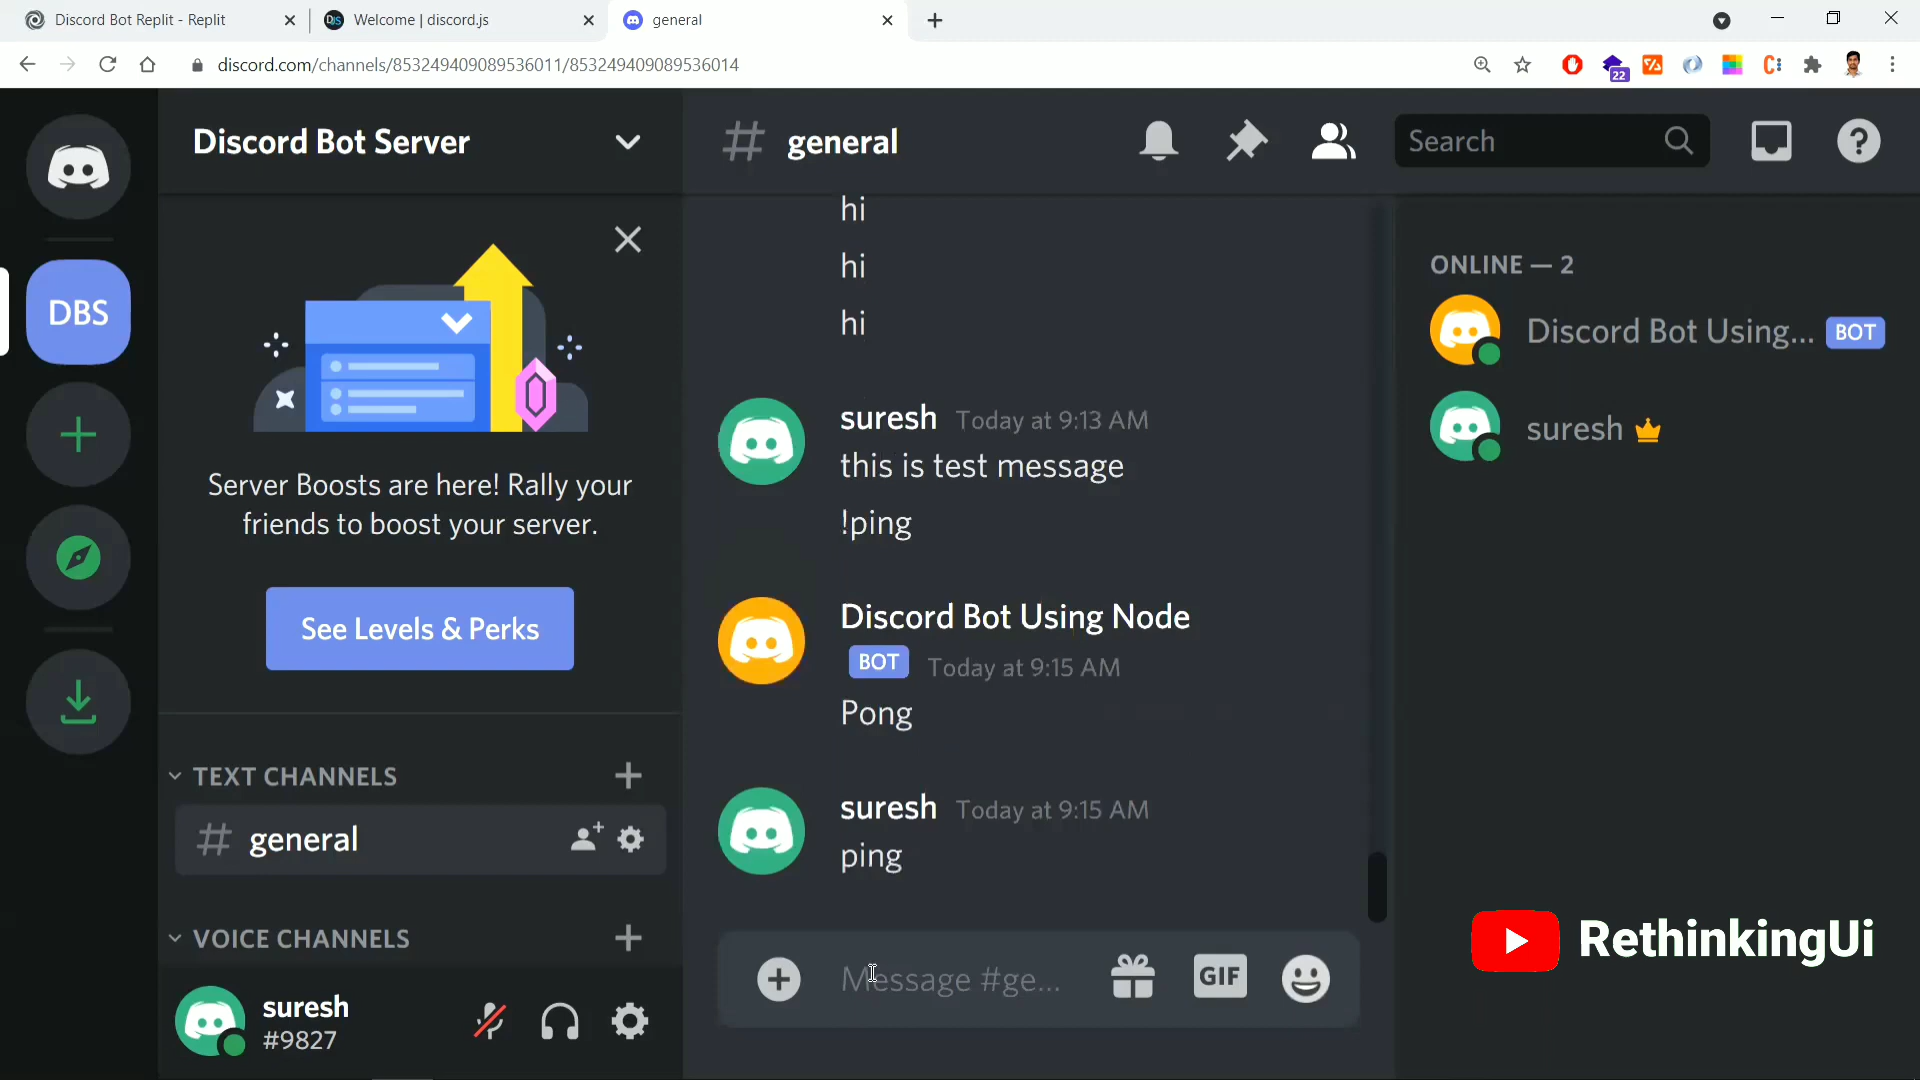 Discord Bot Replit - Replit
Welcome | discord.js
general
discord.com/channels/853249409089536011/853249409089536014
22
Discord Bot Server
general
Search
DBS
Server Boosts are here! Rally your
friends to boost your server.
See Levels & Perks
TEXT CHANNELS
general
VOICE CHANNELS
suresh
#9827
hi
hi
hi
suresh Today at 9:13 AM
this is test message
!ping
Discord Bot Using Node
BOT Today at 9:15 AM
Pong
suresh Today at 9:15 AM
ping
Message #ge...
GIF
ONLINE — 2
Discord Bot Using... BOT
suresh
RethinkingUi